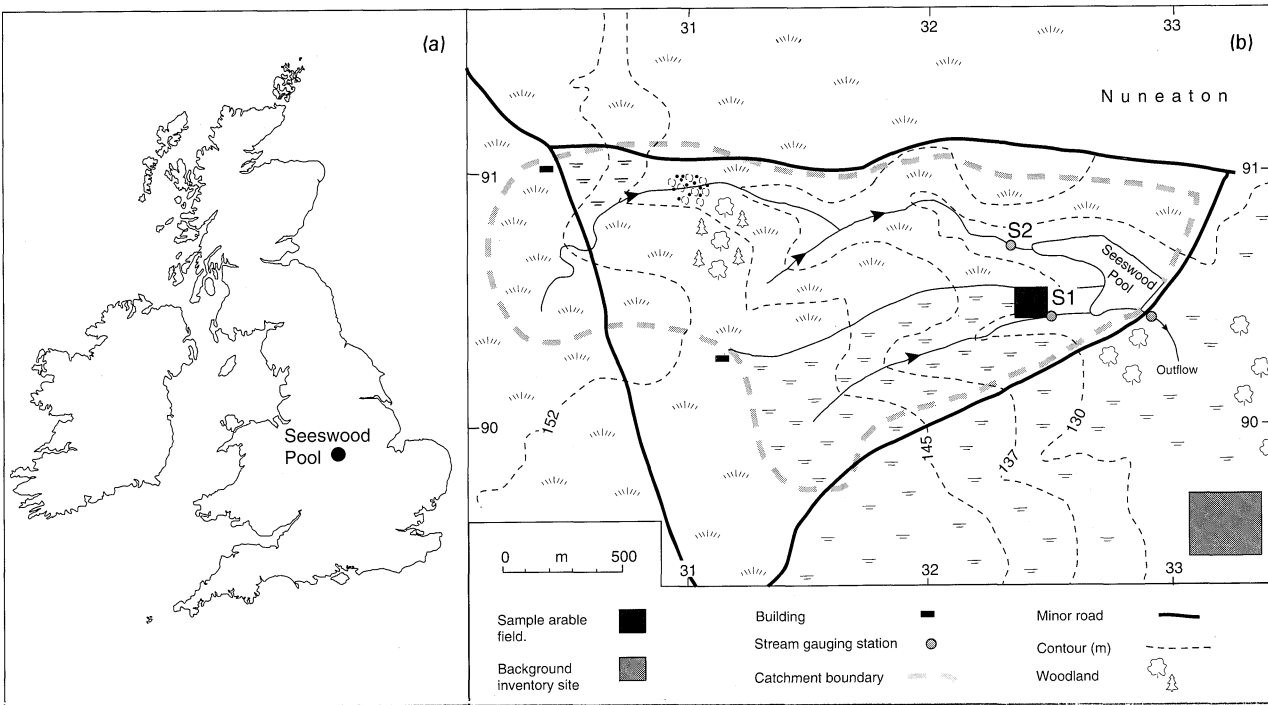 (a)
Seeswood
Pool
31
32
33
(b)
Nuneaton
91
91
S2
Seeswood
Pool
S1
Outflow
152
90
90
145
137
130
0 m 500
31
32
33
Sample arable
field.
Background
inventory site
Building
Stream gauging station
Catchment boundary
Minor road
Contour (m)
Woodland